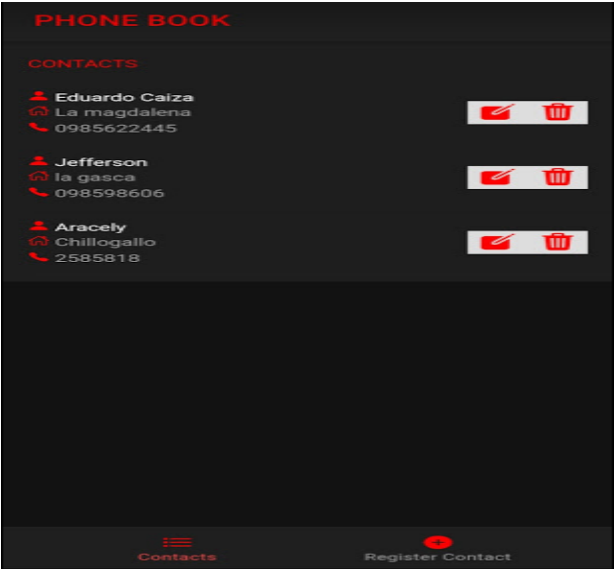 PHONE BOOK
CONTACTS
Eduardo Caiza
La magdalena
0985622445
Jefferson
la gasca
098598606
Aracely
Chillogallo
2585818
Contacts
Register Contact